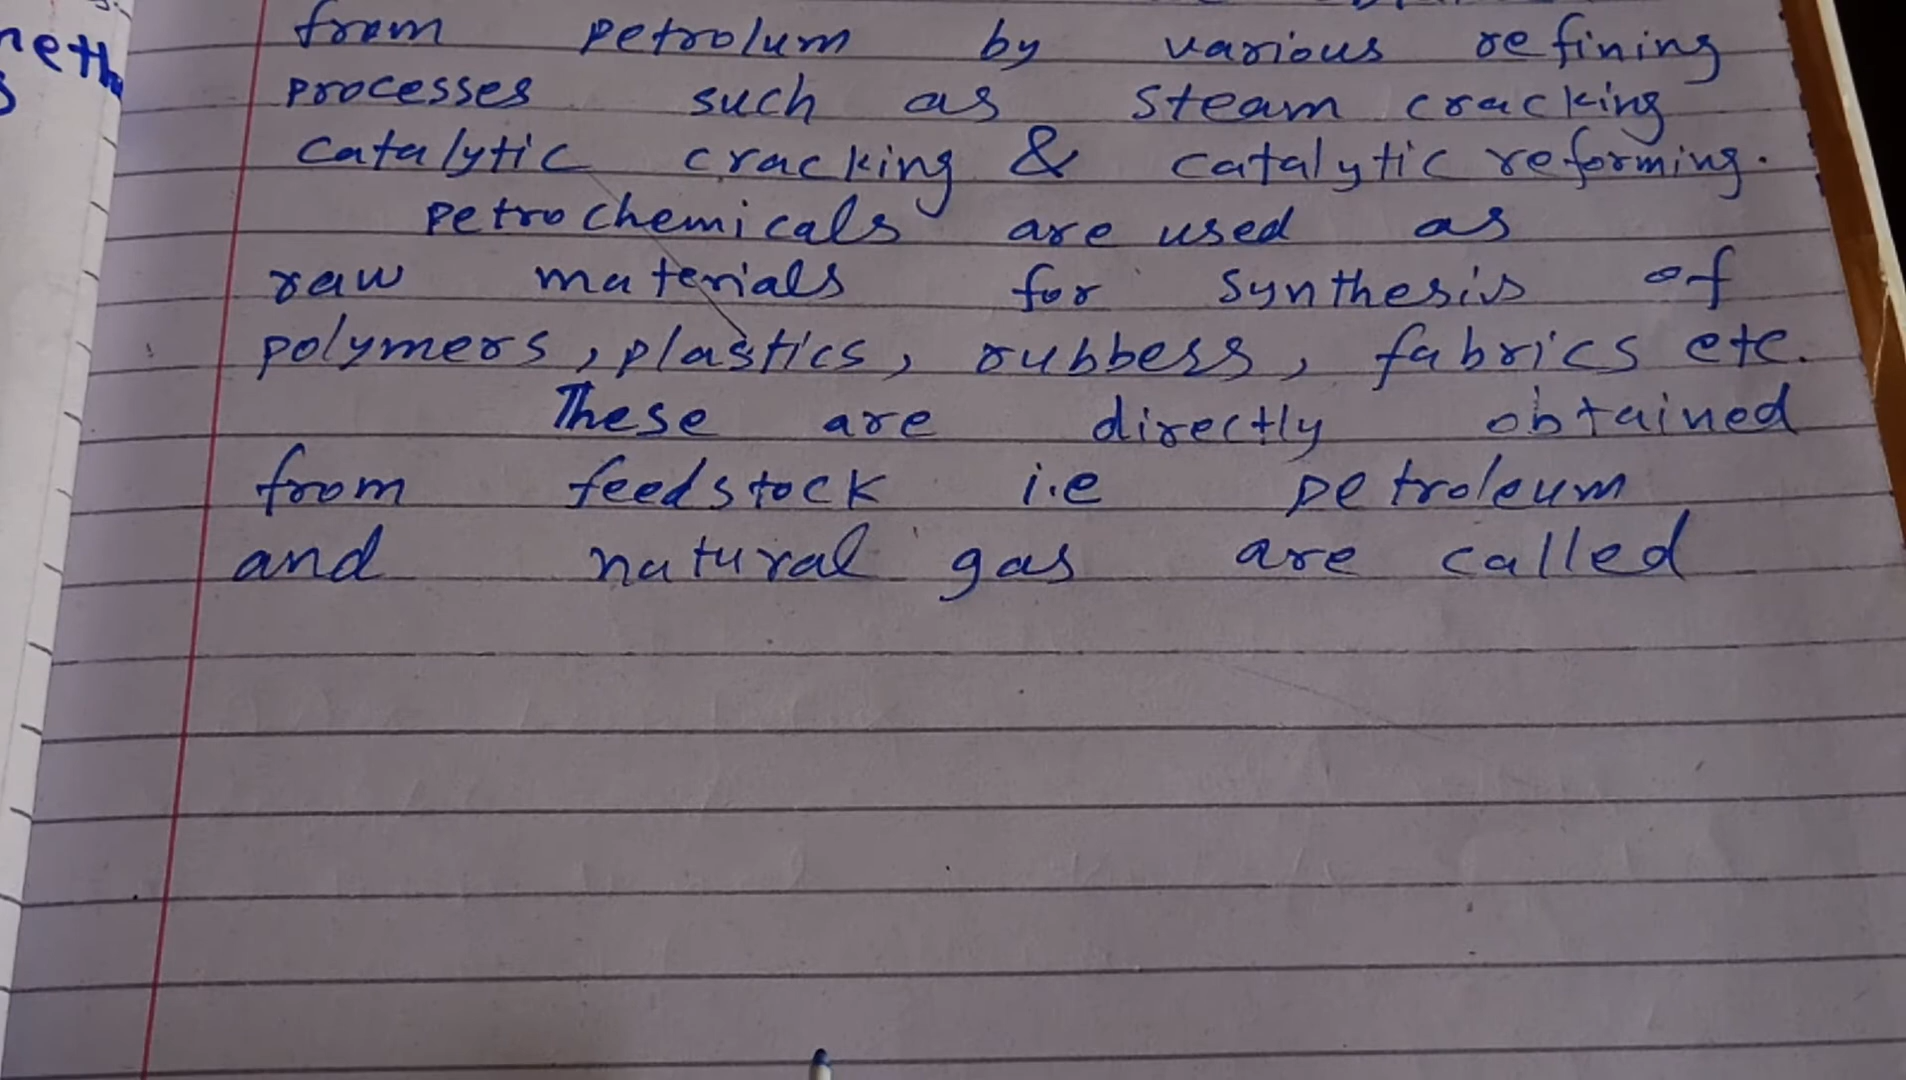 from petrolum by various refining
processes such as steam cracking
catalytic cracking & catalytic reforming.
petrochemicals are used as
raw materials for synthesis of
polymers, plastics, rubbers, fabrics etc.
These are directly obtained
from feedstock i.e petroleum
and natural gas are called